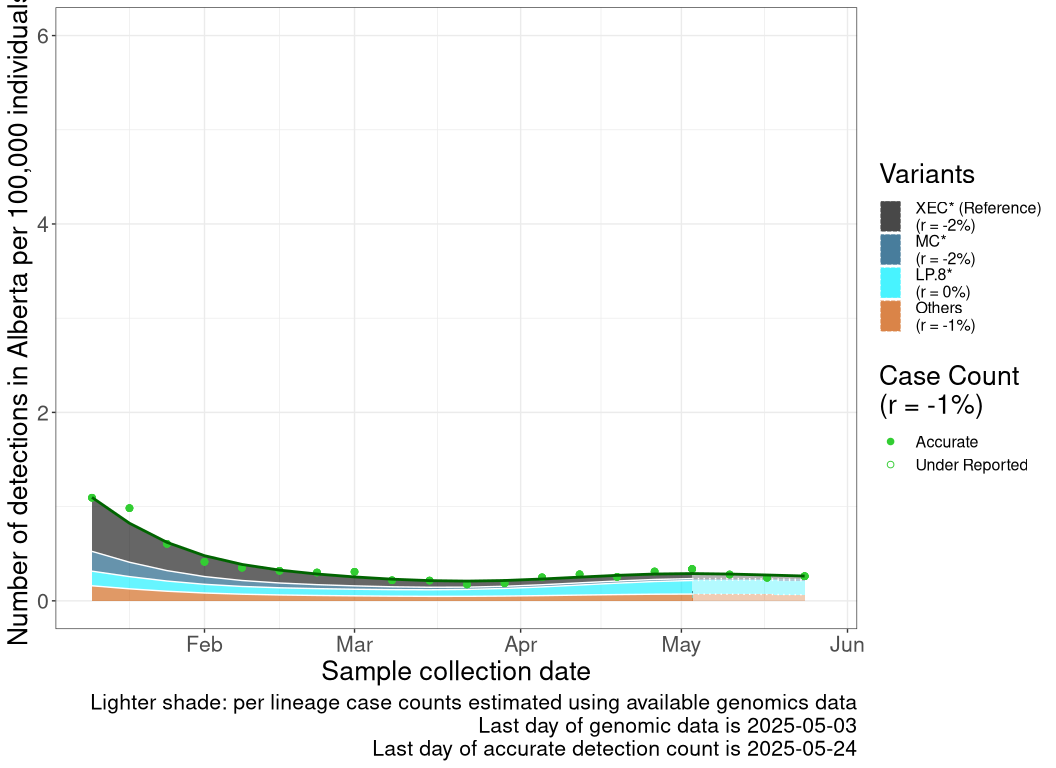 Number of detections in Alberta per 100,000 individuals
6
4
2
0
Feb
Mar
Apr
May
Jun
Sample collection date
Lighter shade: per lineage case counts estimated using available genomics data
Last day of genomic data is 2025-05-03
Last day of accurate detection count is 2025-05-24
Variants
XEC* (Reference)
(r = -2%)
MC*
(r = -2%)
LP.8*
(r = 0%)
Others
(r = -1%)
Case Count
(r = -1%)
Accurate
Under Reported